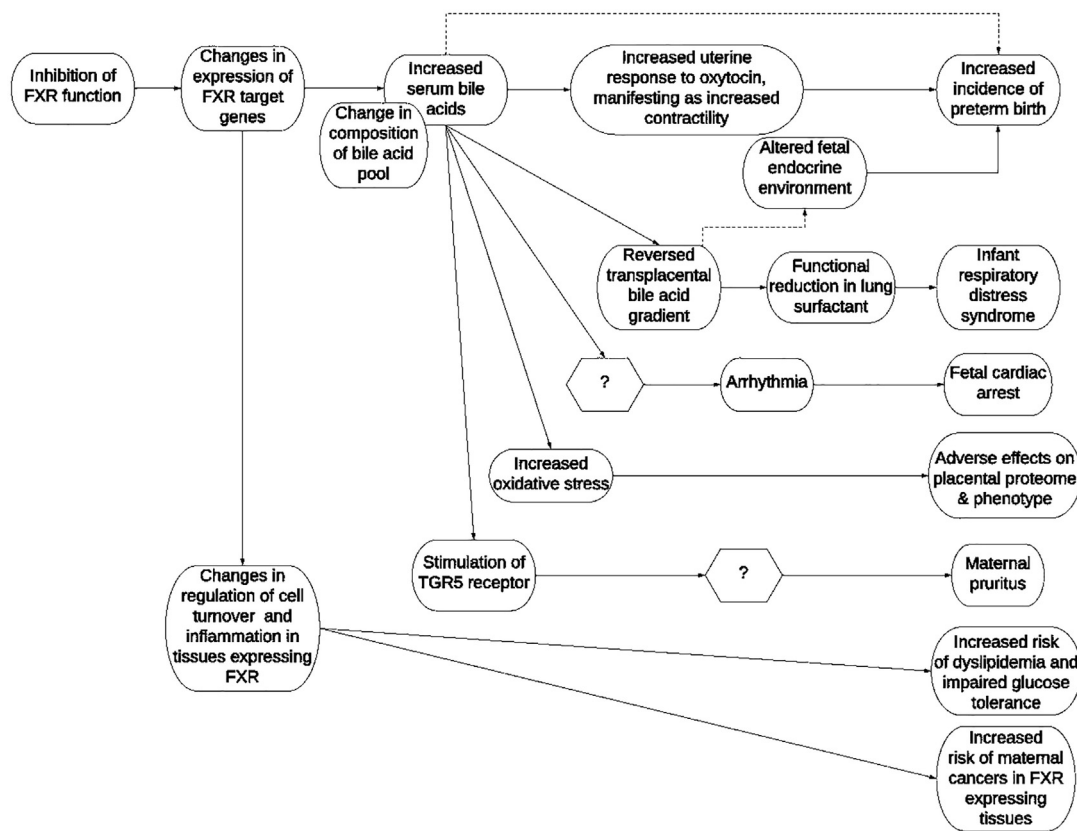 Inhibition of
FXR function
Changes in
expression of
FXR target
genes
Increased
serum bile
acids
Change in
composition
of bile acid
pool
Increased uterine
response to oxytocin,
manifesting as increased
contractility
Increased
incidence of
preterm birth
Altered fetal
endocrine
environment
Reversed
transplacental
bile acid
gradient
Functional
reduction in lung
surfactant
Infant
respiratory
distress
syndrome
?
Arrhythmia
Fetal cardiac
arrest
Increased
oxidative stress
Adverse effects on
placental proteome
& phenotype
Stimulation of
TGR5 receptor
?
Maternal
pruritus
Changes in
regulation of cell
turnover and
inflammation in
tissues expressing
FXR
Increased risk
of dyslipidemia and
impaired glucose
tolerance
Increased
risk of maternal
cancers in FXR
expressing
tissues